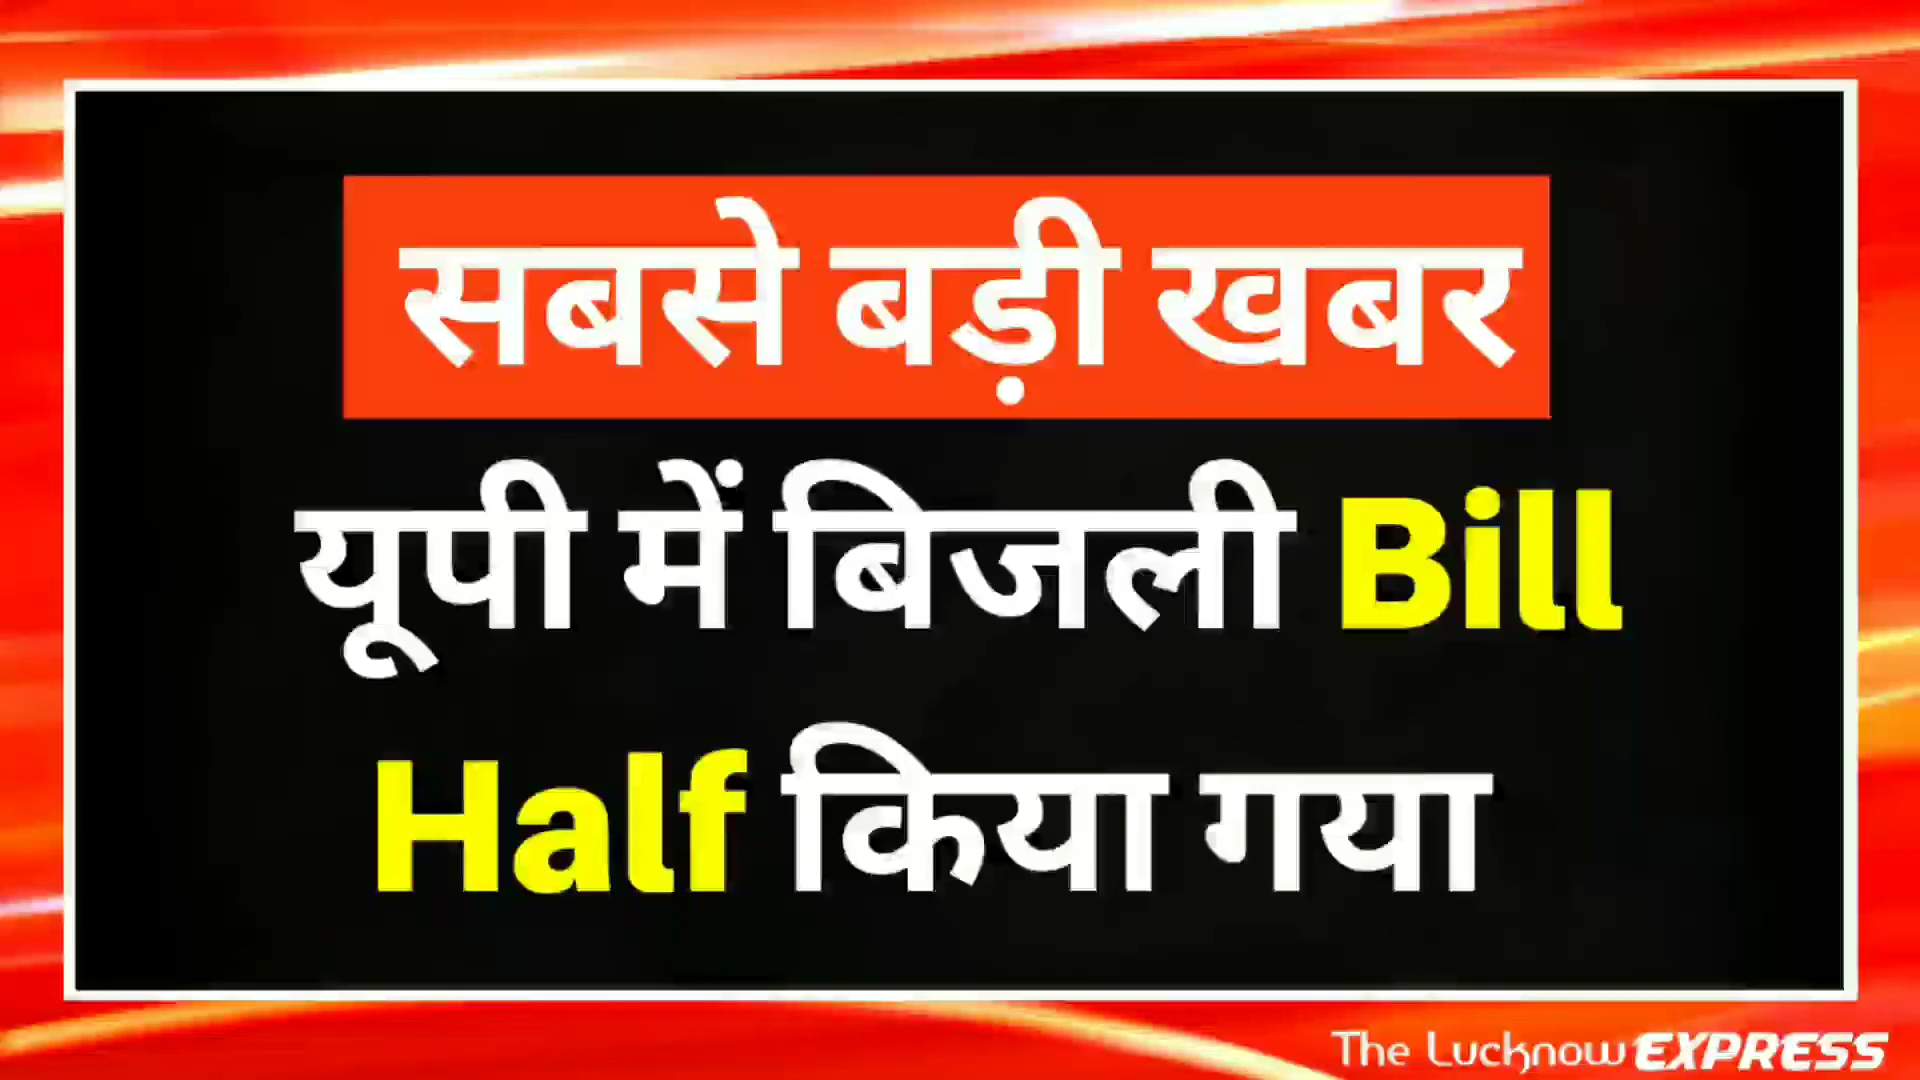 सबसे बड़ी खबर
यूपी में बिजली Bill
Half किया गया
The Lucknow EXPRESS